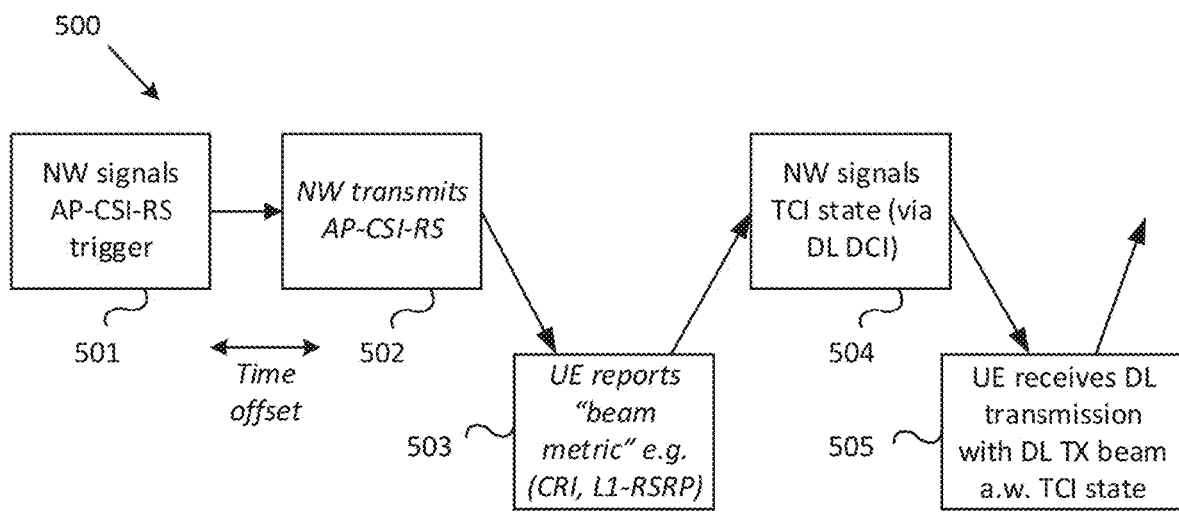 500
NW signals
AP-CSI-RS
trigger
NW transmits
AP-CSI-RS
NW signals
TCI state (via
DL DCI)
501
502
504
Time
offset
503
UE reports
“beam
metric” e.g.
(CRI, L1-RSRP)
505
UE receives DL
transmission
with DL TX beam
a.w. TCI state